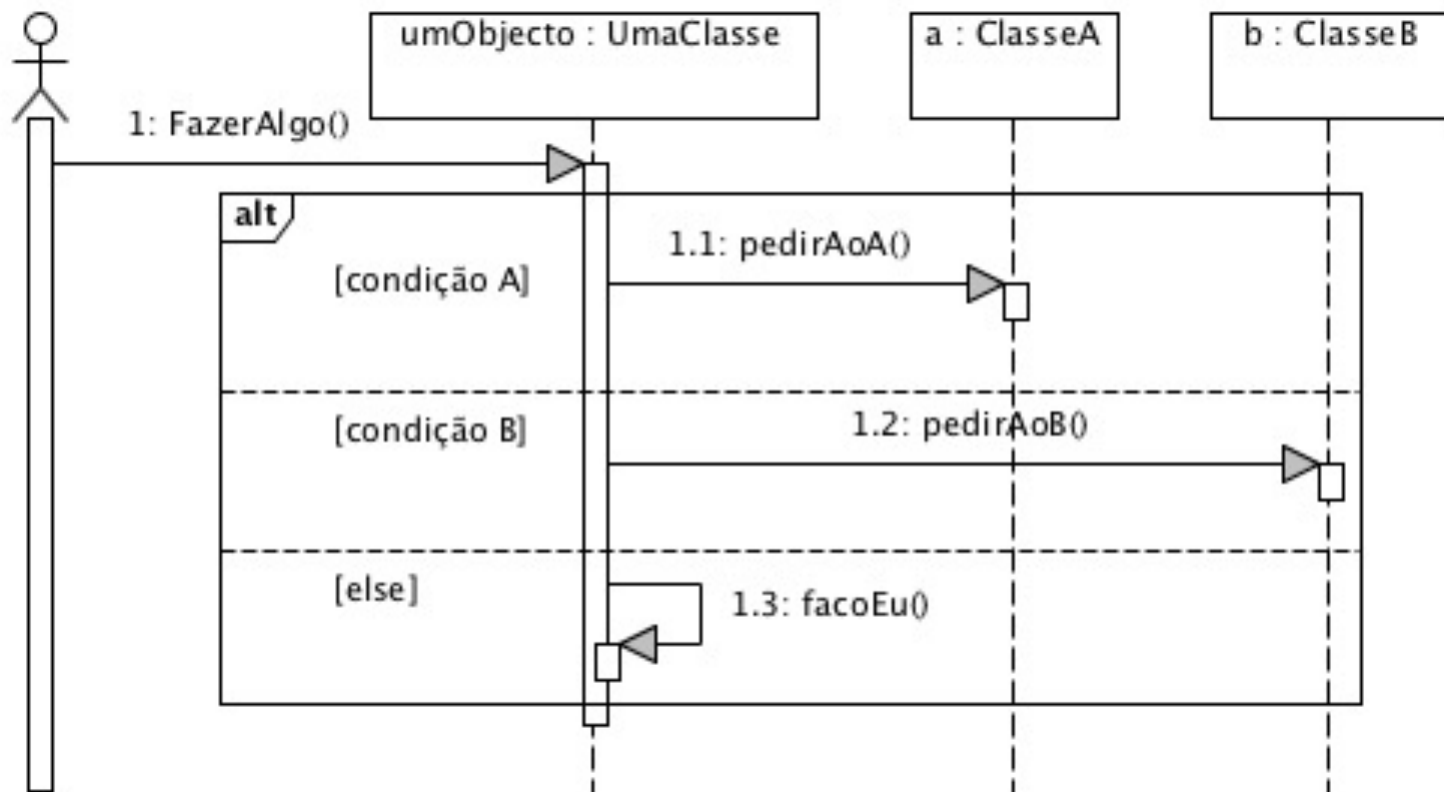 umObjecto : UmaClasse
a : ClasseA
b : ClasseB
1: FazerAlgo()
alt
1.1: pedirAoA()
[condição A]
1.2: pedirAoB()
[condição B]
[else]
1.3: facoEu()